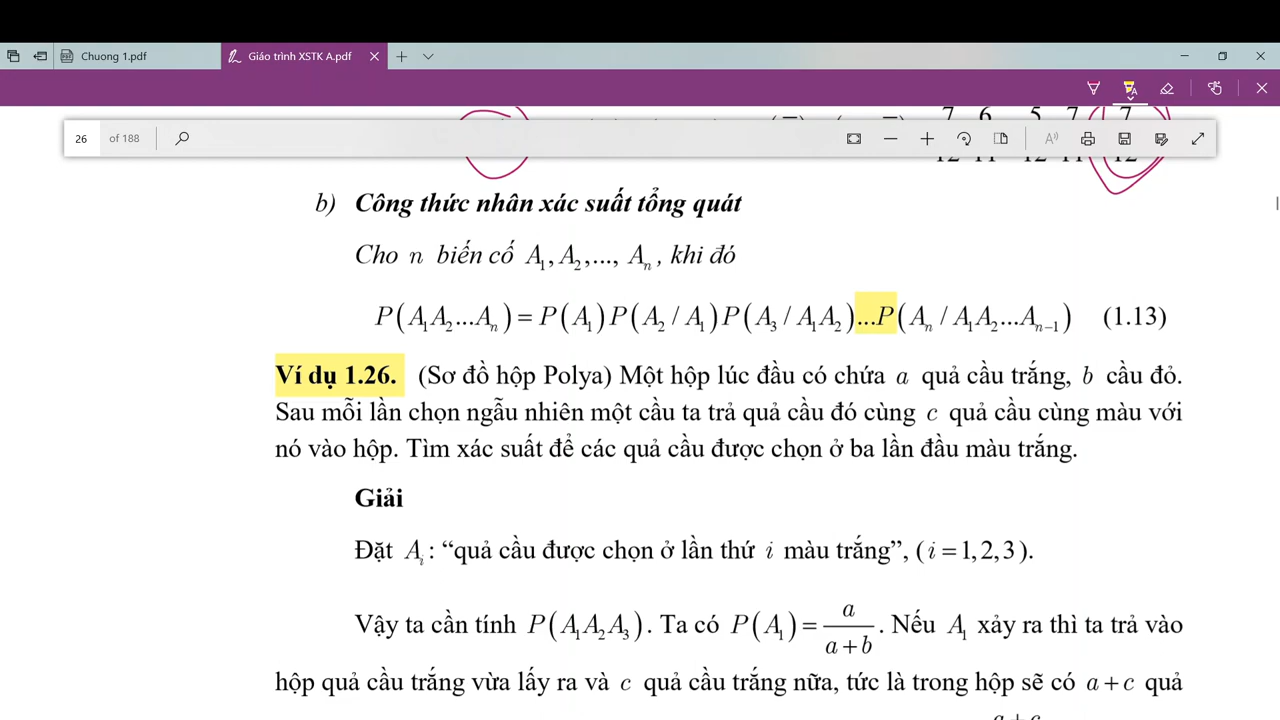 Chuong 1.pdf
Giáo trình XSTK A.pdf
26 of 188
b) Công thức nhân xác suất tổng quát
Cho n biến cố A₁, A₂,..., Aₙ, khi đó
P(A₁A₂...Aₙ) = P(A₁)P(A₂ / A₁)P(A₃ / A₁A₂)...P(Aₙ / A₁A₂...Aₙ₋₁) (1.13)
Ví dụ 1.26. (Sơ đồ hộp Polya) Một hộp lúc đầu có chứa a quả cầu trắng, b cầu đỏ.
Sau mỗi lần chọn ngẫu nhiên một cầu ta trả quả cầu đó cùng c quả cầu cùng màu với
nó vào hộp. Tìm xác suất để các quả cầu được chọn ở ba lần đầu màu trắng.
Giải
Đặt Aᵢ: “quả cầu được chọn ở lần thứ i màu trắng”, (i = 1,2,3).
Vậy ta cần tính P(A₁A₂A₃). Ta có P(A₁) = a/(a+b). Nếu A₁ xảy ra thì ta trả vào
hộp quả cầu trắng vừa lấy ra và c quả cầu trắng nữa, tức là trong hộp sẽ có a+c quả